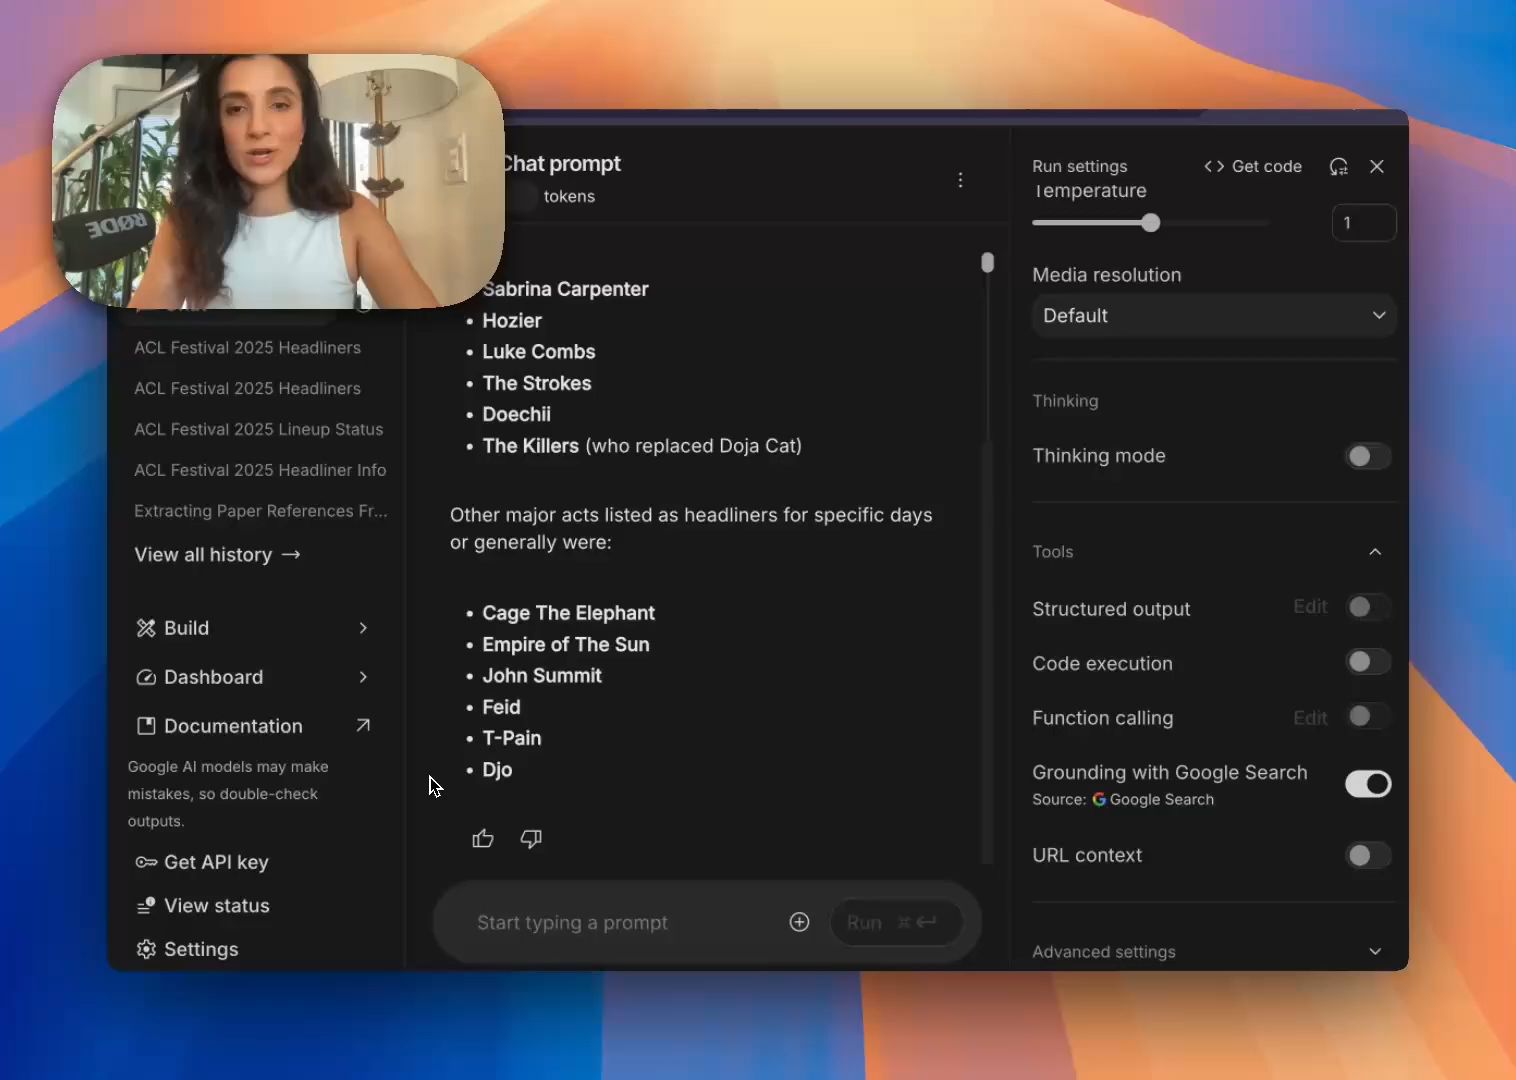 RØDE
Chat prompt
tokens
Sabrina Carpenter
• Hozier
• Luke Combs
• The Strokes
• Doechii
• The Killers (who replaced Doja Cat)
Other major acts listed as headliners for specific days
or generally were:
• Cage The Elephant
• Empire of The Sun
• John Summit
• Feid
• T-Pain
• Djo
Start typing a prompt
Run ⌘↵
ACL Festival 2025 Headliners
ACL Festival 2025 Headliners
ACL Festival 2025 Lineup Status
ACL Festival 2025 Headliner Info
Extracting Paper References Fr...
View all history →
Build
Dashboard
Documentation
Google AI models may make
mistakes, so double-check
outputs.
Get API key
View status
Settings
Run settings
<> Get code
Temperature
1
Media resolution
Default
Thinking
Thinking mode
Tools
Structured output Edit
Code execution
Function calling Edit
Grounding with Google Search
Source: G Google Search
URL context
Advanced settings